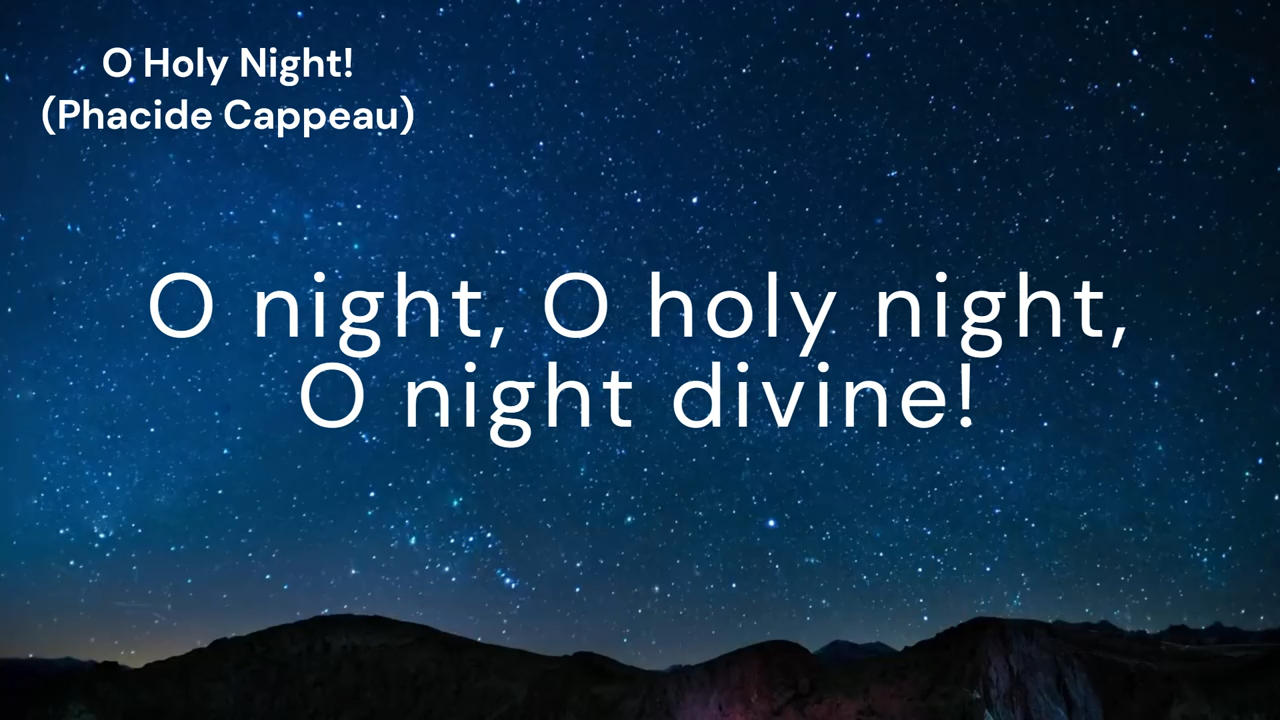 O Holy Night!
(Phacide Cappeau)
O night, O holy night,
O night divine!